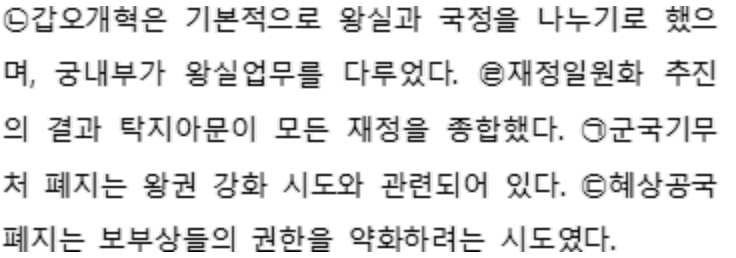 ㉡갑오개혁은 기본적으로 왕실과 국정을 나누기로 했으
며, 궁내부가 왕실업무를 다루었다. ㉣재정일원화 추진
의 결과 탁지아문이 모든 재정을 종합했다. ㉠군국기무
처 폐지는 왕권 강화 시도와 관련되어 있다. ㉢혜상공국
폐지는 보부상들의 권한을 약화하려는 시도였다.